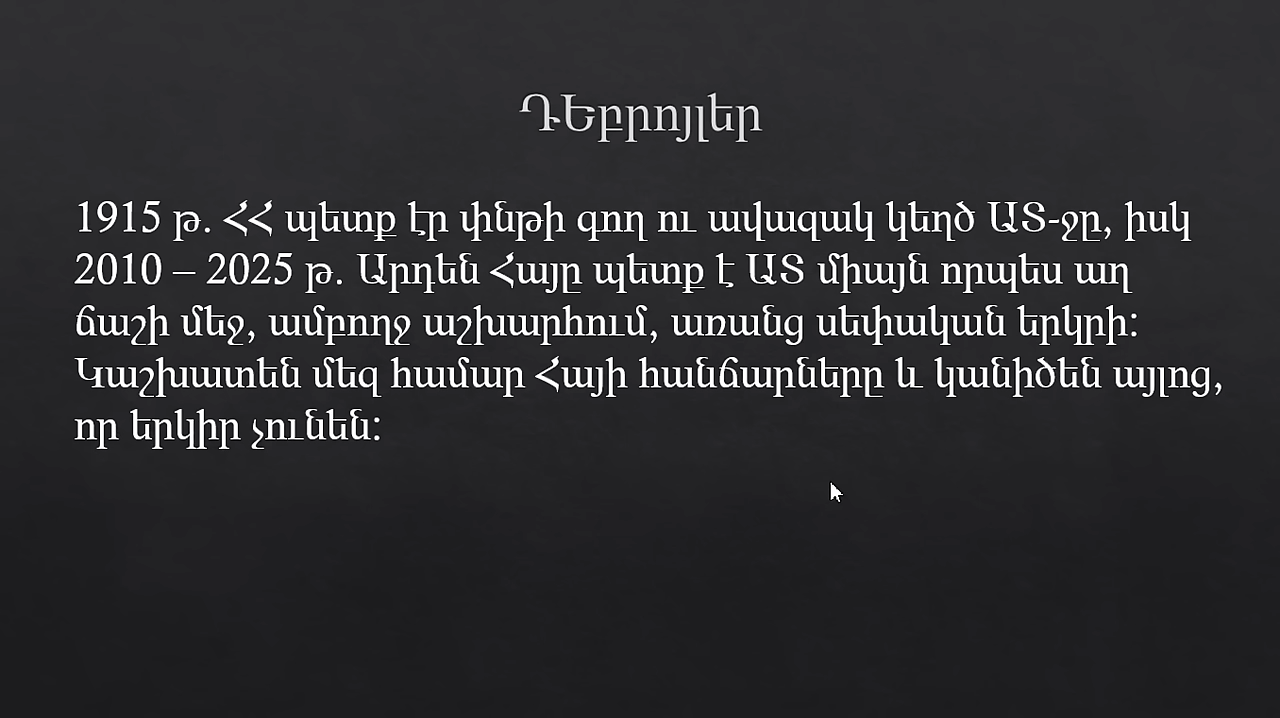 ԴԵբրոյլեր
1915 թ. ՀՀ պետք էր փնթի գող ու ավազակ կեղծ ԱՏ-ջը, իսկ
2010 – 2025 թ. Արդեն Հայը պետք է ԱՏ միայն որպես աղ
ճաշի մեջ, ամբողջ աշխարհում, առանց սեփական երկրի:
Կաշխատեն մեզ համար Հայի հանճարները և կանիծեն այլոց,
որ երկիր չունեն: